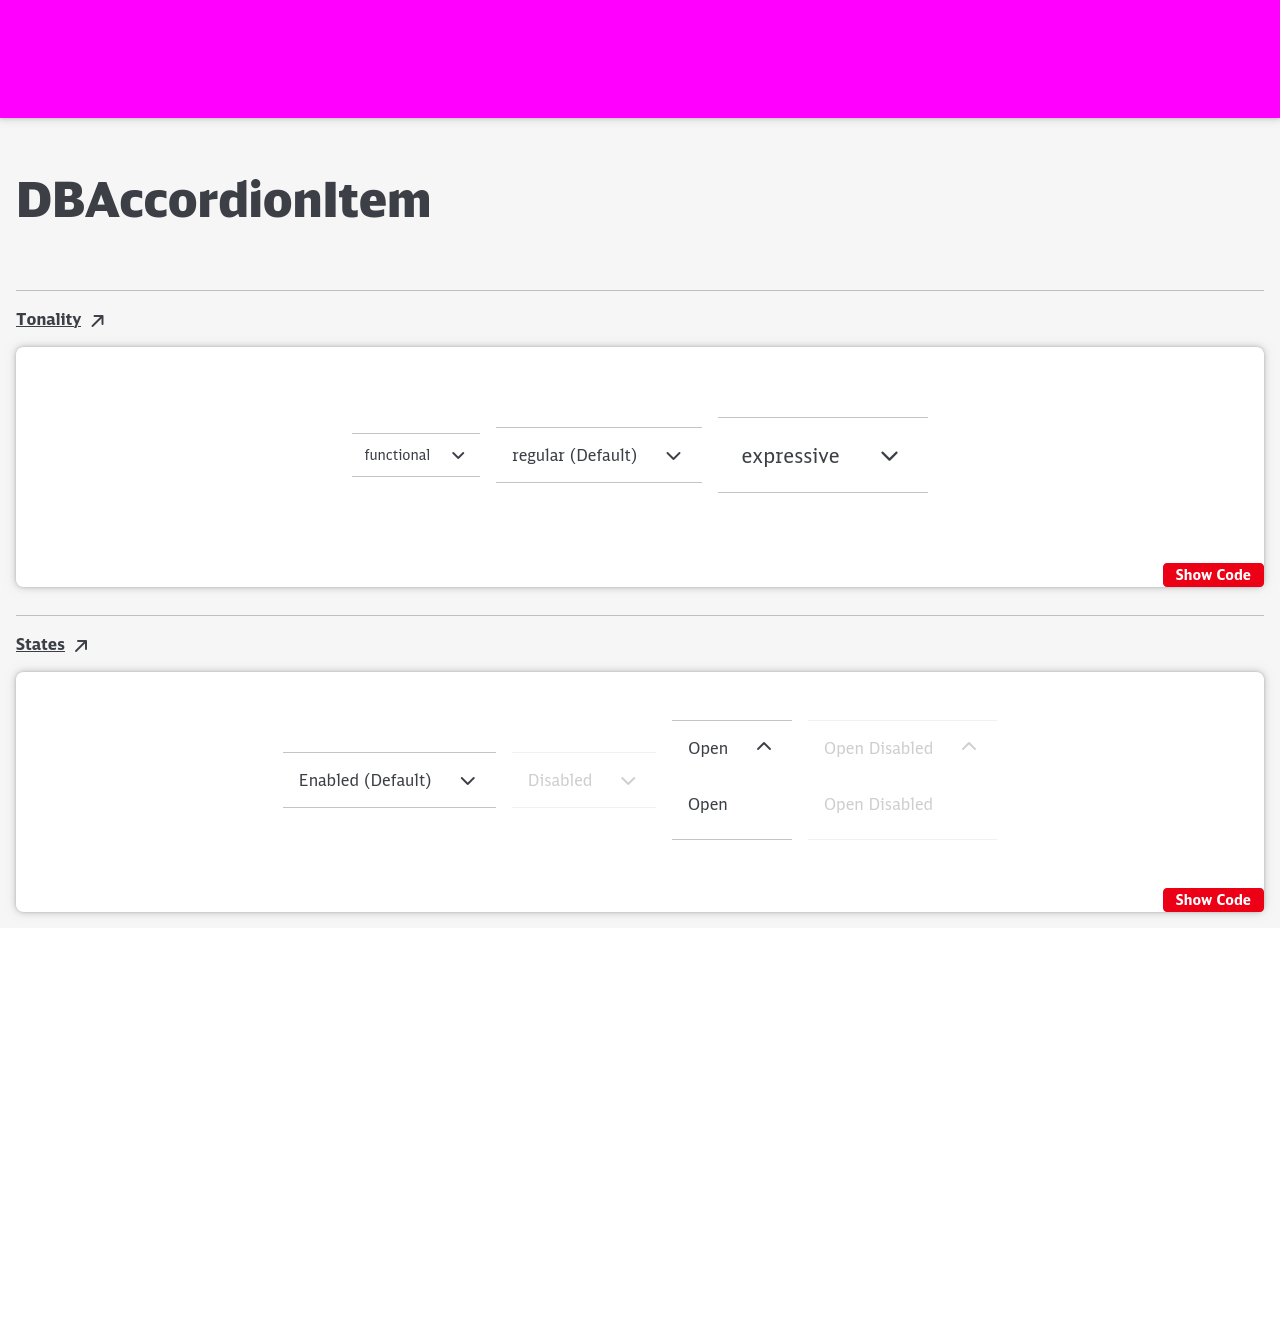 DBAccordionItem
Tonality
functional
regular (Default)
expressive
Show Code
States
Enabled (Default)
Disabled
Open
Open Disabled
Open
Open Disabled
Show Code